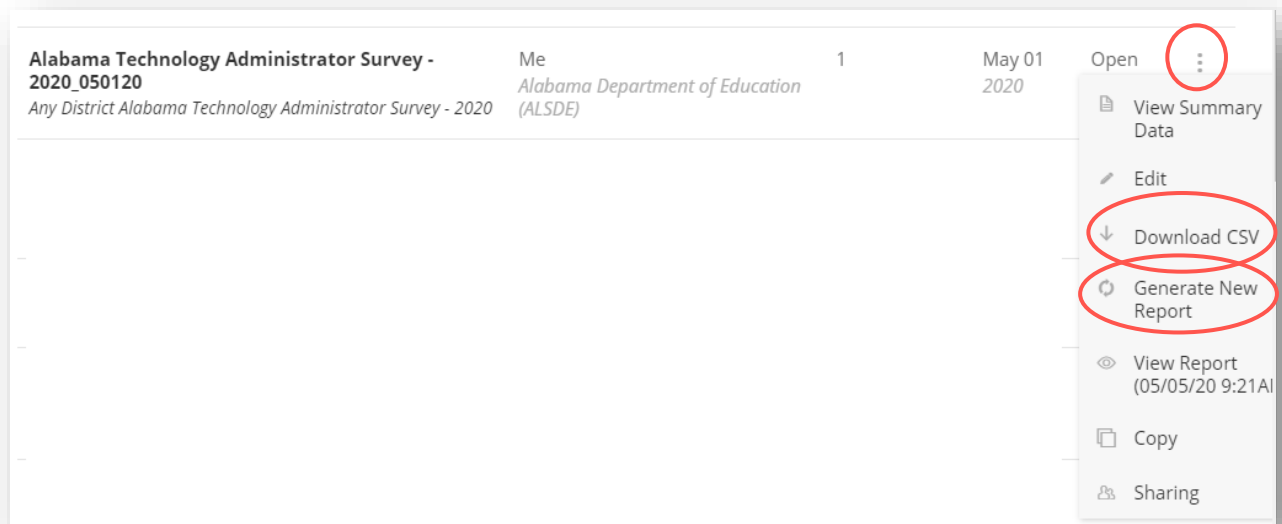 Alabama Technology Administrator Survey -
2020_050120
Any District Alabama Technology Administrator Survey - 2020
Me
Alabama Department of Education
(ALSDE)
1
May 01
2020
Open
View Summary
Data
Edit
Download CSV
Generate New
Report
View Report
(05/05/20 9:21A
Copy
Sharing